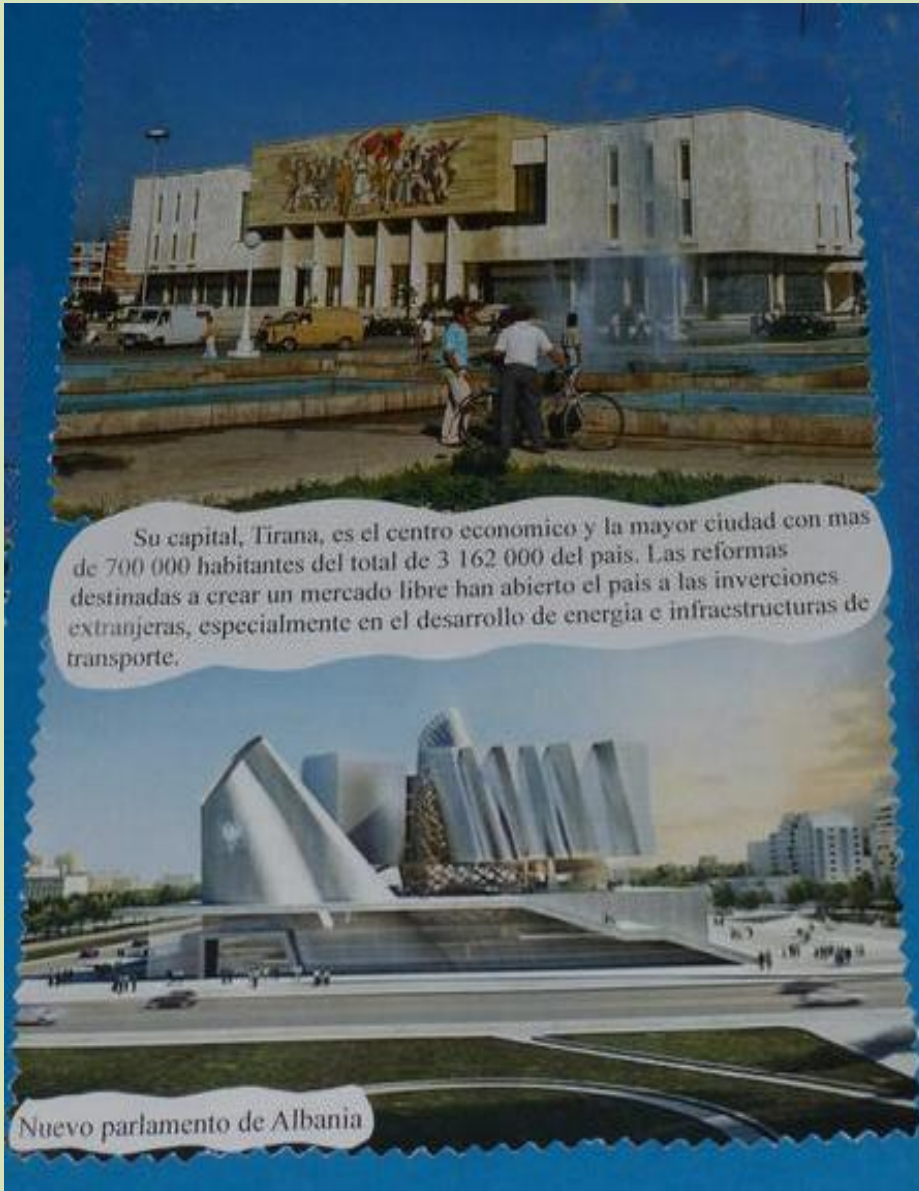 Su capital, Tirana, es el centro economico y la mayor ciudad con mas
de 700 000 habitantes del total de 3 162 000 del pais. Las reformas
destinadas a crear un mercado libre han abierto el pais a las inverciones
extranjeras, especialmente en el desarrollo de energia e infraestructuras de
transporte.
Nuevo parlamento de Albania